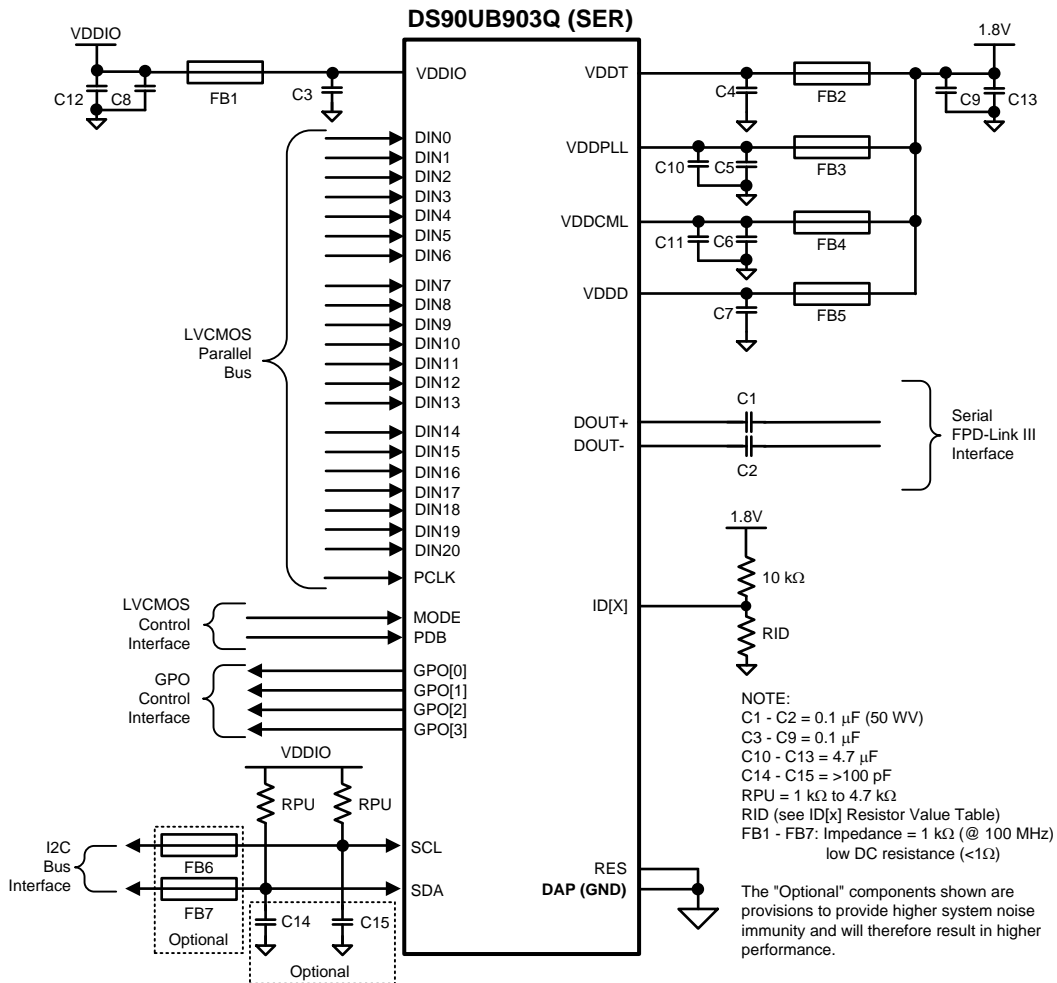 DS90UB903Q (SER)
VDDIO
C12
C8
FB1
C3
VDDIO
LVCMOS
Parallel
Bus
DIN0
DIN1
DIN2
DIN3
DIN4
DIN5
DIN6
DIN7
DIN8
DIN9
DIN10
DIN11
DIN12
DIN13
DIN14
DIN15
DIN16
DIN17
DIN18
DIN19
DIN20
PCLK
LVCMOS
Control
Interface
MODE
PDB
GPO
Control
Interface
GPO[0]
GPO[1]
GPO[2]
GPO[3]
VDDIO
RPU
RPU
I2C
Bus
Interface
FB6
FB7
Optional
SCL
SDA
C14
C15
Optional
1.8V
VDDT
C4
FB2
C9
C13
VDDPLL
C10
C5
FB3
VDDCML
C11
C6
FB4
VDDD
C7
FB5
DOUT+
DOUT-
C1
C2
Serial
FPD-Link III
Interface
1.8V
10 kΩ
ID[X]
RID
RES
DAP (GND)
NOTE:
C1 - C2 = 0.1 μF (50 WV)
C3 - C9 = 0.1 μF
C10 - C13 = 4.7 μF
C14 - C15 = >100 pF
RPU = 1 kΩ to 4.7 kΩ
RID (see ID[x] Resistor Value Table)
FB1 - FB7: Impedance = 1 kΩ (@ 100 MHz)
low DC resistance (<1Ω)
The "Optional" components shown are
provisions to provide higher system noise
immunity and will therefore result in higher
performance.